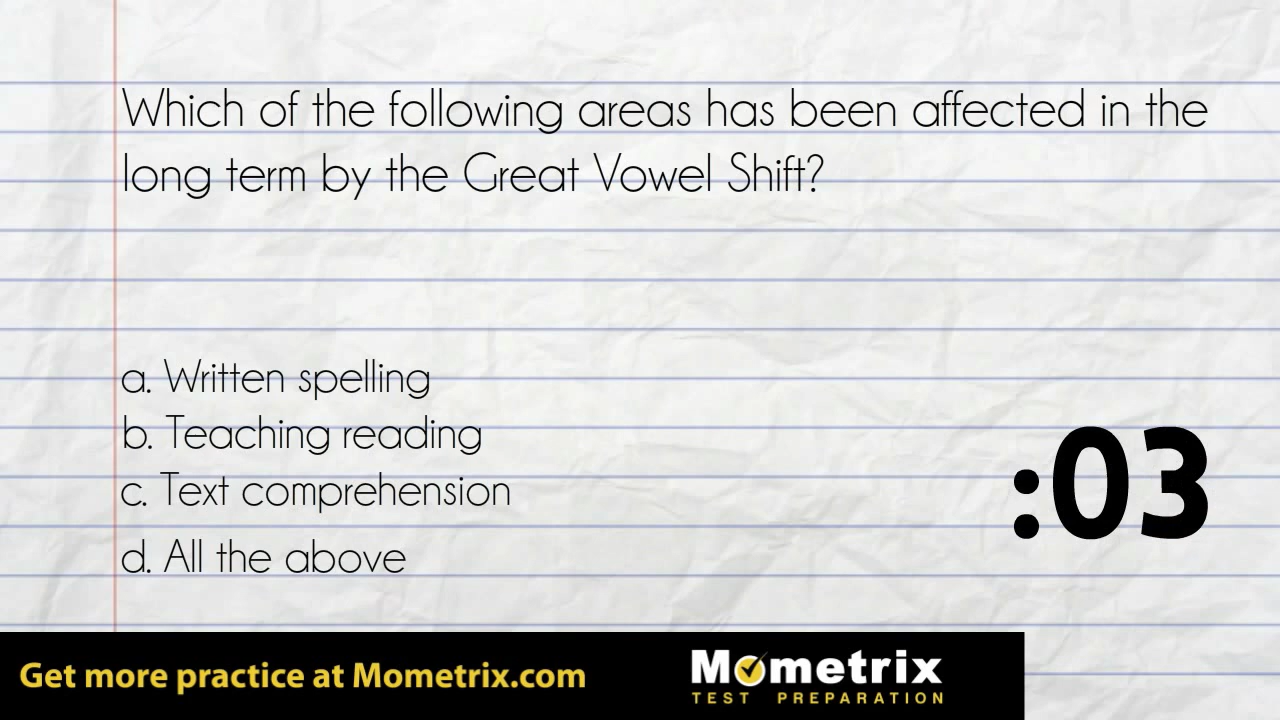 Which of the following areas has been affected in the
long term by the Great Vowel Shift?
a. Written spelling
b. Teaching reading
c. Text comprehension
d. All the above
:03
Get more practice at Mometrix.com
Mometrix
TEST PREPARATION